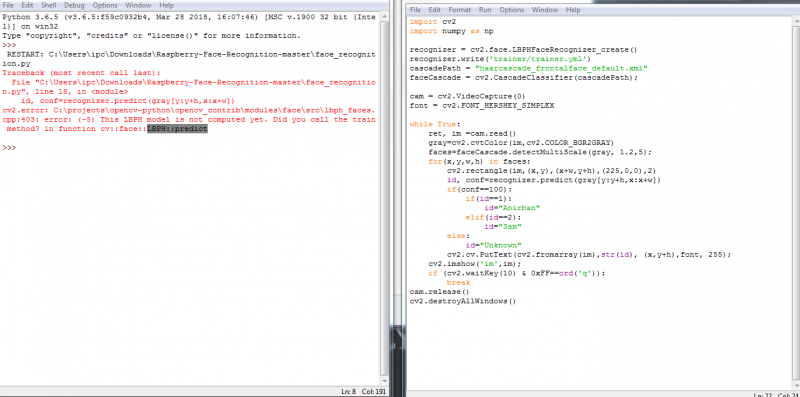 File Edit Shell Debug Options Window Help
Python 3.6.5 (v3.6.5:f59c0932b4, Mar 28 2018, 16:07:46) [MSC v.1900 32 bit (Inte
l)] on win32
Type "copyright", "credits" or "license()" for more information.
>>>
 RESTART: C:\Users\ipc\Downloads\Raspberry-Face-Recognition-master\face_recognit
ion.py
Traceback (most recent call last):
  File "C:\Users\ipc\Downloads\Raspberry-Face-Recognition-master\face_recognitio
n.py", line 18, in <module>
    id, conf=recognizer.predict(gray[y:y+h,x:x+w])
cv2.error: C:\projects\opencv-python\opencv_contrib\modules\face\src\lbph_faces.
cpp:403: error: (-5) This LBPH model is not computed yet. Did you call the train
 method? in function cv::face::LBPH::predict
>>>
Ln: 8 Col: 191
File Edit Format Run Options Window Help
import cv2
import numpy as np
recognizer = cv2.face.LBPHFaceRecognizer_create()
recognizer.write('trainer/trainer.yml')
cascadePath = "haarcascade_frontalface_default.xml"
faceCascade = cv2.CascadeClassifier(cascadePath);
cam = cv2.VideoCapture(0)
font = cv2.FONT_HERSHEY_SIMPLEX
while True:
    ret, im =cam.read()
    gray=cv2.cvtColor(im,cv2.COLOR_BGR2GRAY)
    faces=faceCascade.detectMultiScale(gray, 1.2,5);
    for(x,y,w,h) in faces:
        cv2.rectangle(im,(x,y),(x+w,y+h),(225,0,0),2)
        id, conf=recognizer.predict(gray[y:y+h,x:x+w])
        if(conf==100):
            if(id==1):
                id="Anirban"
            elif(id==2):
                id="Sam"
        else:
            id="Unknown"
        cv2.cv.PutText(cv2.fromarray(im),str(id), (x,y+h),font, 255);
    cv2.imshow('im',im);
    if (cv2.waitKey(10) & 0xFF==ord('q')):
        break
cam.release()
cv2.destroyAllWindows()
Ln: 22 Col: 24